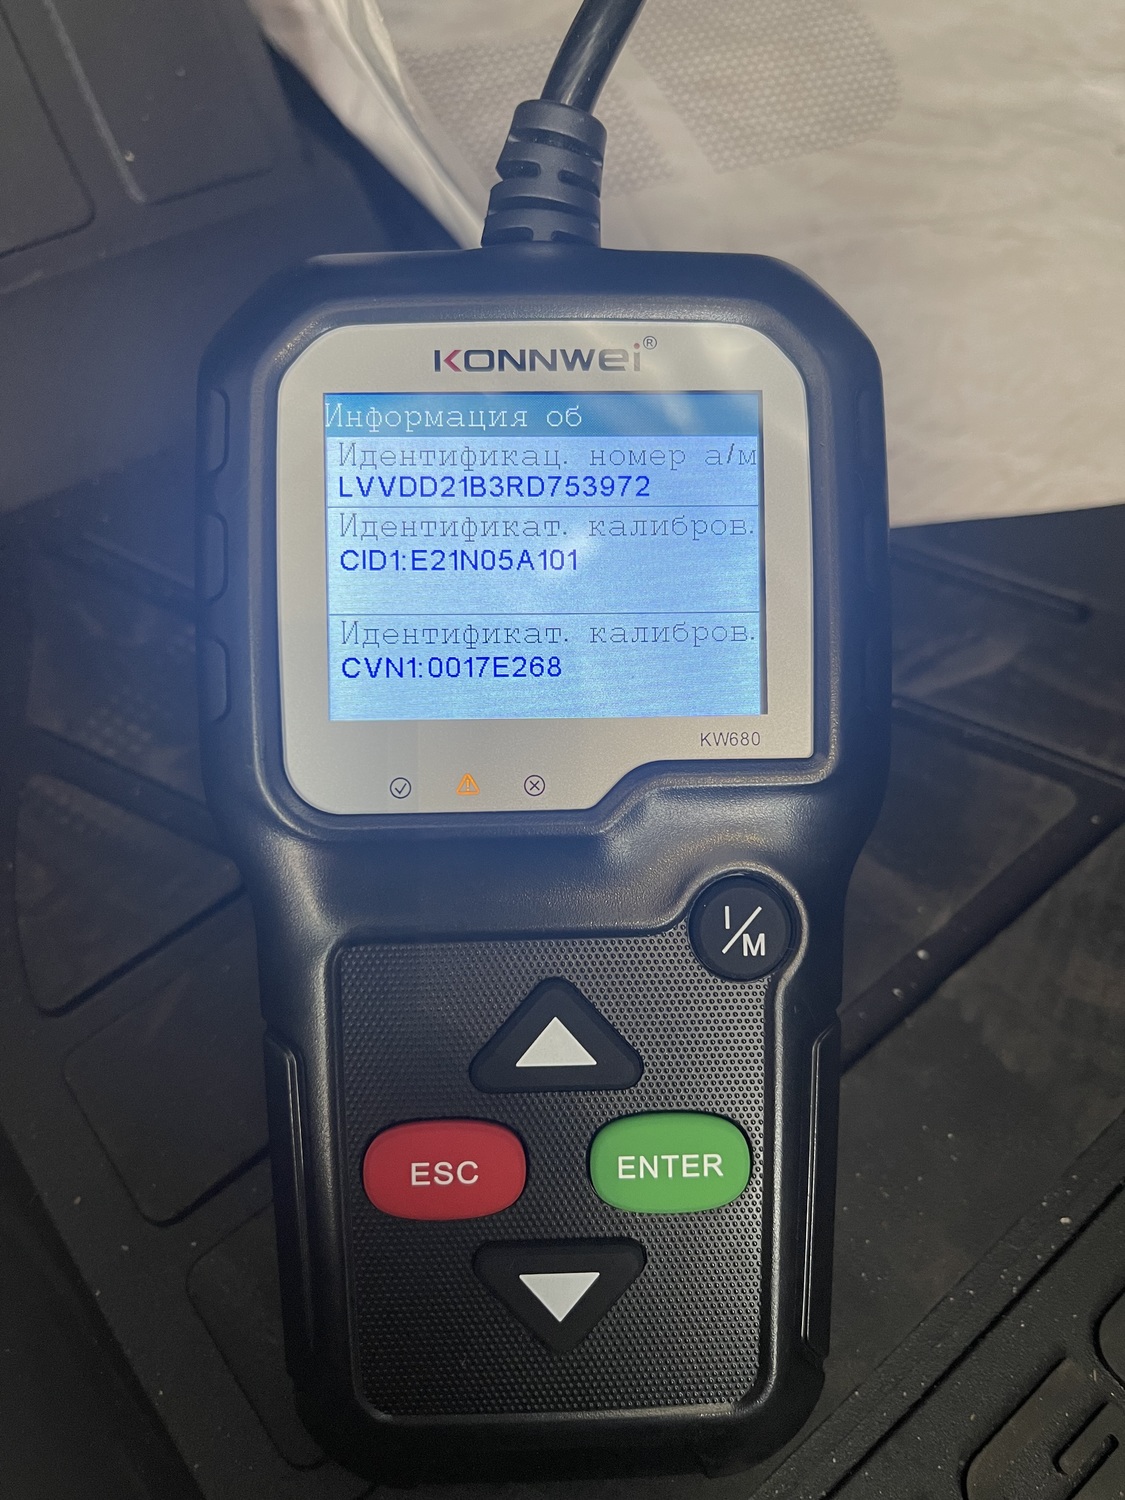 KONNWEI®
Информация об
Идентификац. номер а/м
LVVDD21B3RD753972
Идентификат. калибров.
CID1:E21N05A101
Идентификат. калибров.
CVN1:0017E268
KW680
I/M
ESC
ENTER